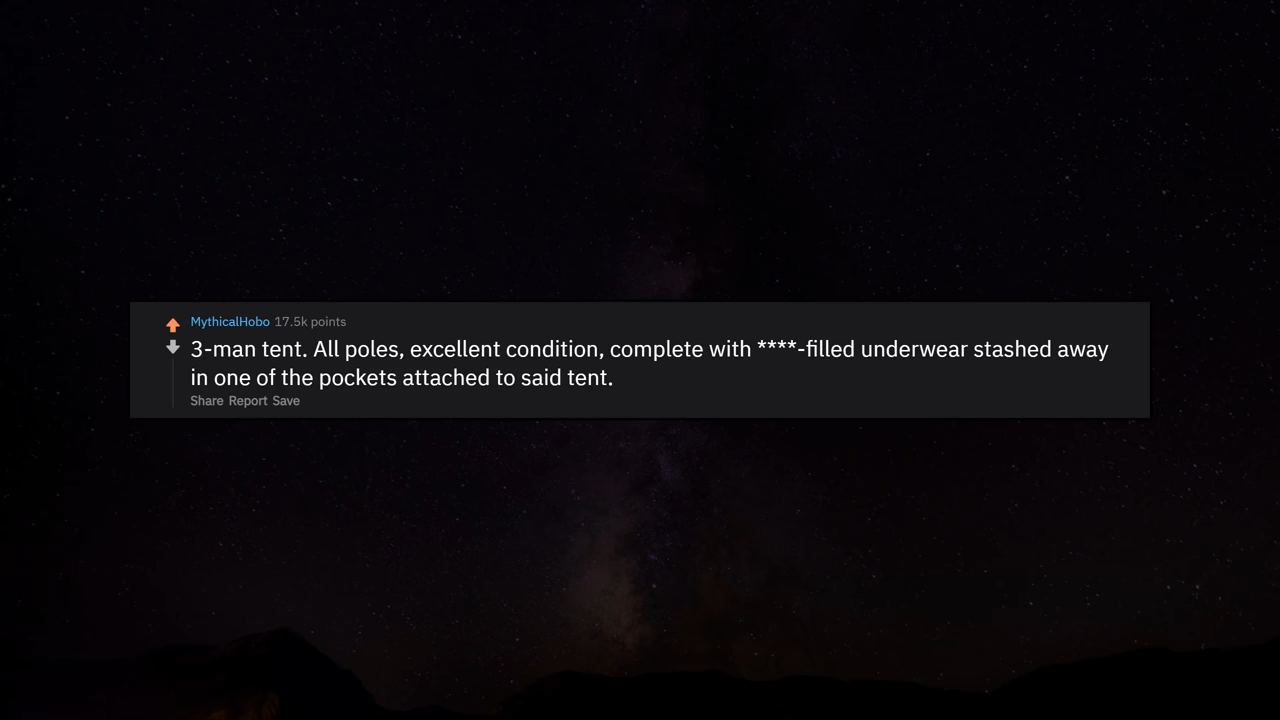 MythicalHobo 17.5k points
3-man tent. All poles, excellent condition, complete with ****-filled underwear stashed away
in one of the pockets attached to said tent.
Share Report Save